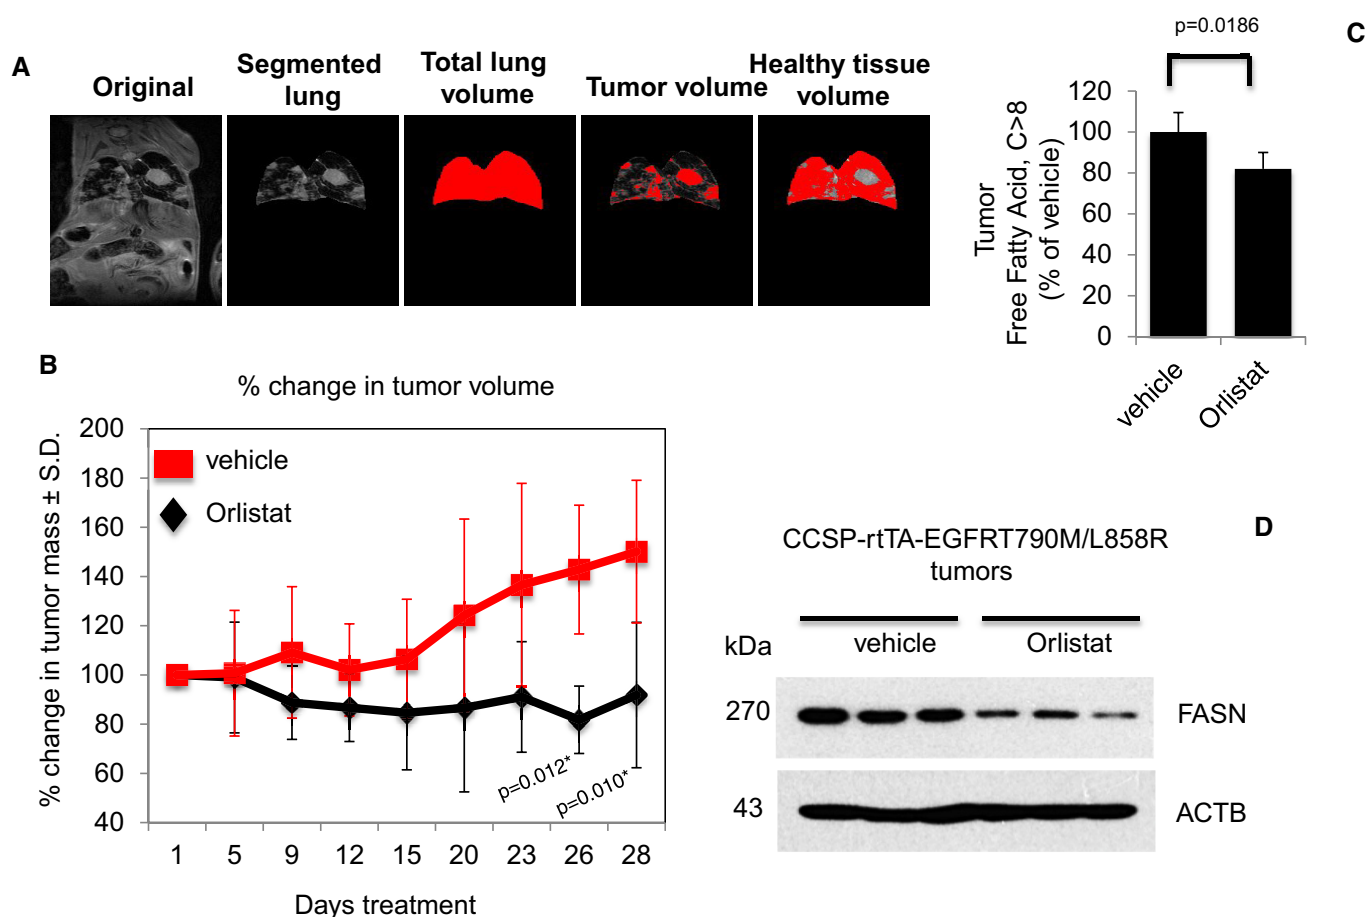 A
Original
Segmented
lung
Total lung
volume
Tumor volume
Healthy tissue
volume
p=0.0186
C
Tumor
Free Fatty Acid, C>8
(% of vehicle)
120
100
80
60
40
20
0
vehicle
Orlistat
B
% change in tumor volume
% change in tumor mass ± S.D.
200
180
160
140
120
100
80
60
40
vehicle
Orlistat
p=0.012*
p=0.010*
1 5 9 12 15 20 23 26 28
Days treatment
D
CCSP-rtTA-EGFRT790M/L858R
tumors
kDa
vehicle
Orlistat
270
FASN
43
ACTB